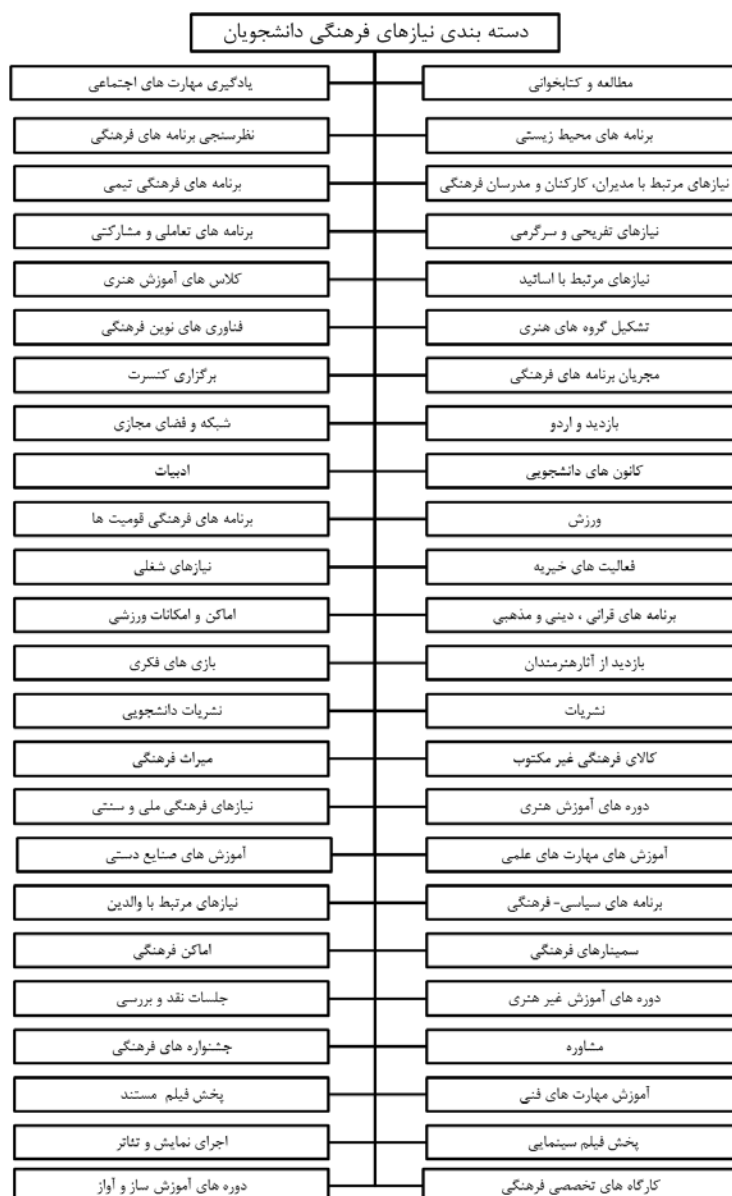 دسته بندی نیازهای فرهنگی دانشجویان
مطالعه و کتابخوانی
یادگیری مهارت های اجتماعی
برنامه های محیط زیستی
نظرسنجی برنامه های فرهنگی
نیازهای مرتبط با مدیران، کارکنان و مدرسان فرهنگی
برنامه های فرهنگی تیمی
نیازهای تفریحی و سرگرمی
برنامه های تعاملی و مشارکتی
نیازهای مرتبط با اساتید
کلاس های آموزش هنری
تشکیل گروه های هنری
فناوری های نوین فرهنگی
مجریان برنامه های فرهنگی
برگزاری کنسرت
بازدید و اردو
شبکه و فضای مجازی
کانون های دانشجویی
ادبیات
ورزش
برنامه های فرهنگی قومیت ها
فعالیت های خیریه
نیازهای شغلی
برنامه های قرانی ، دینی و مذهبی
اماکن و امکانات ورزشی
بازدید از آثارهنرمندان
بازی های فکری
نشریات
نشریات دانشجویی
کالای فرهنگی غیر مکتوب
میراث فرهنگی
دوره های آموزش هنری
نیازهای فرهنگی ملی و سنتی
آموزش های مهارت های علمی
آموزش های صنایع دستی
برنامه های سیاسی- فرهنگی
نیازهای مرتبط با والدین
سمینارهای فرهنگی
اماکن فرهنگی
دوره های آموزش غیر هنری
جلسات نقد و بررسی
مشاوره
جشنواره های فرهنگی
آموزش مهارت های فنی
پخش فیلم مستند
پخش فیلم سینمایی
اجرای نمایش و تئاتر
کارگاه های تخصصی فرهنگی
دوره های آموزش ساز و آواز